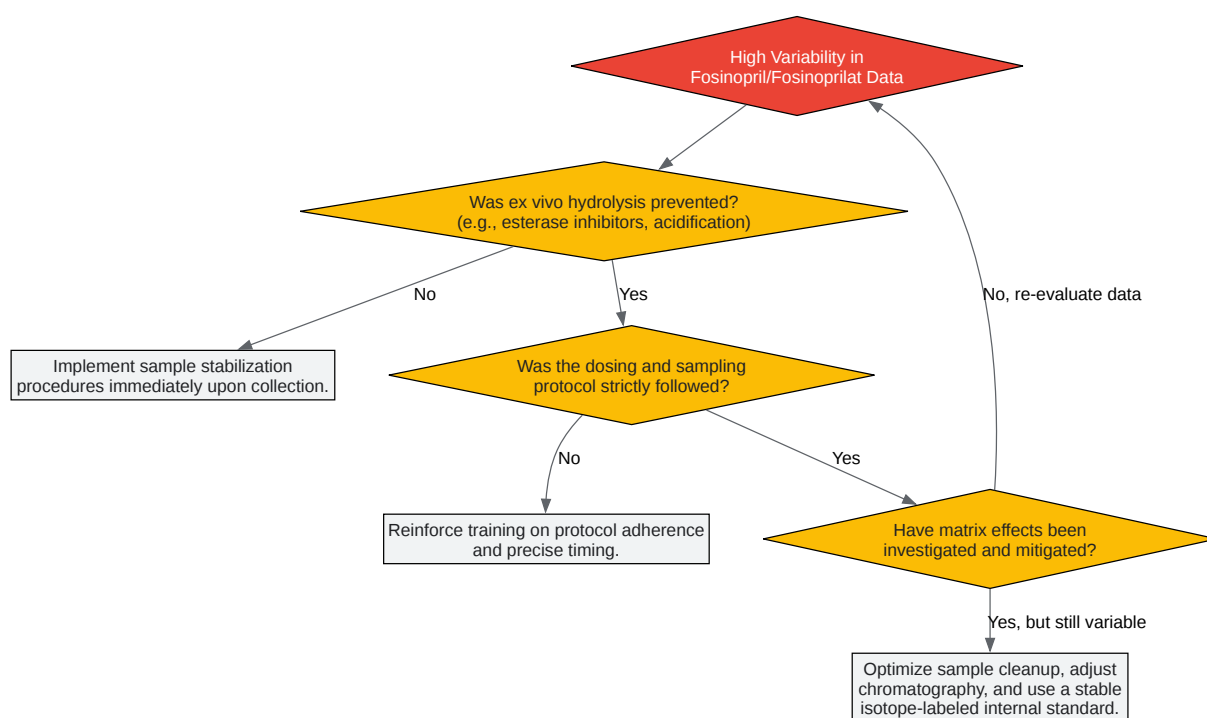 High Variability in
Fosinopril/Fosinoprilat Data
Was ex vivo hydrolysis prevented?
(e.g., esterase inhibitors, acidification)
No
Yes
No, re-evaluate data
Implement sample stabilization
procedures immediately upon collection.
Was the dosing and sampling
protocol strictly followed?
No
Yes
Reinforce training on protocol adherence
and precise timing.
Have matrix effects been
investigated and mitigated?
Yes, but still variable
Optimize sample cleanup, adjust
chromatography, and use a stable
isotope-labeled internal standard.